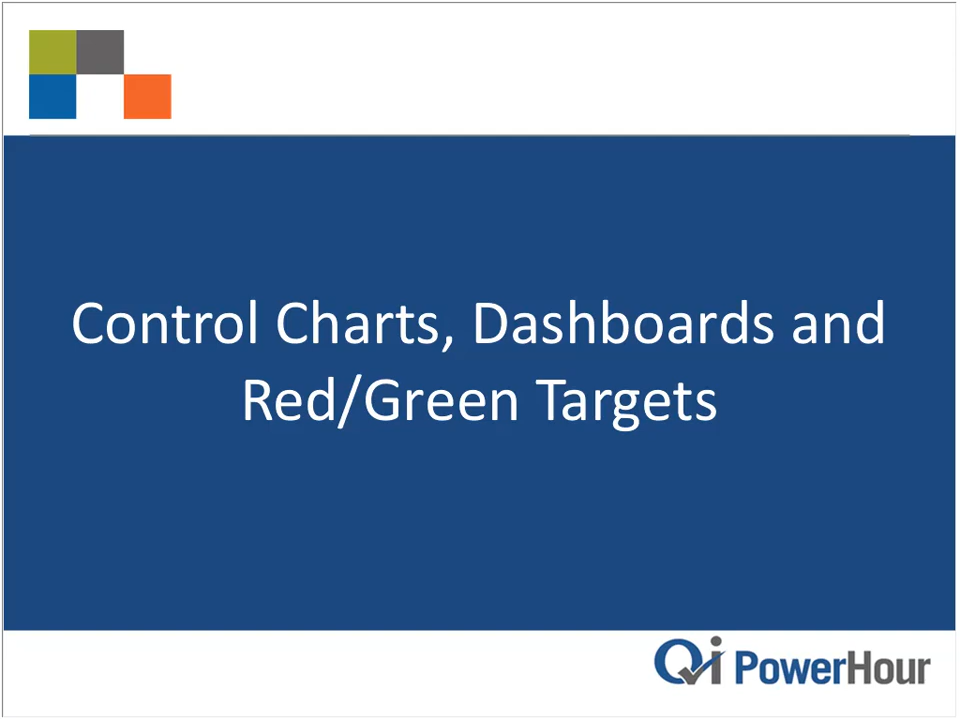 Control Charts, Dashboards and
Red/Green Targets
Qi PowerHour